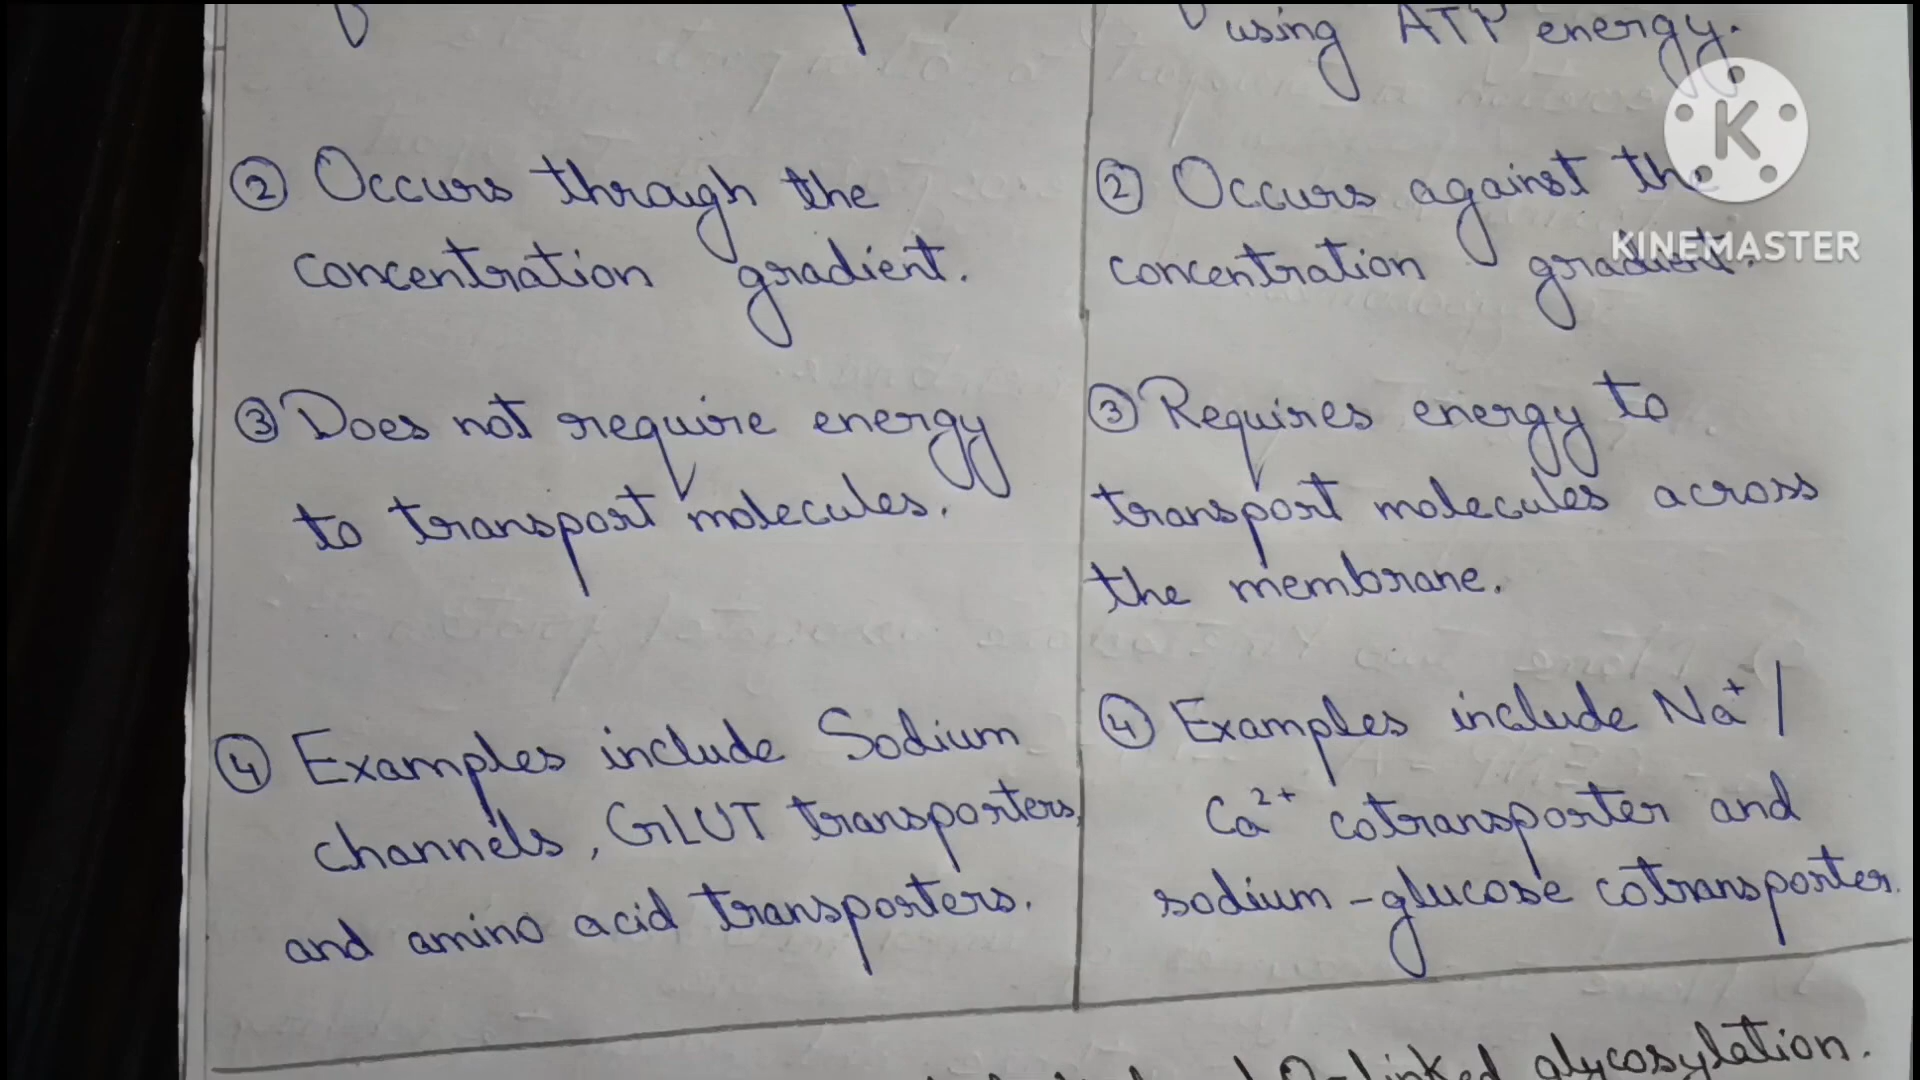 using ATP energy.
② Occurs through the
concentration gradient.
③ Does not require energy
to transport molecules.
④ Examples include Sodium
channels, GLUT transporters,
and amino acid transporters.
② Occurs against the
concentration gradient.
③ Requires energy to
transport molecules across
the membrane.
④ Examples include Na⁺/
Ca²⁺ cotransporter and
sodium-glucose cotransporter.
O-linked glycosylation.
K
KINEMASTER